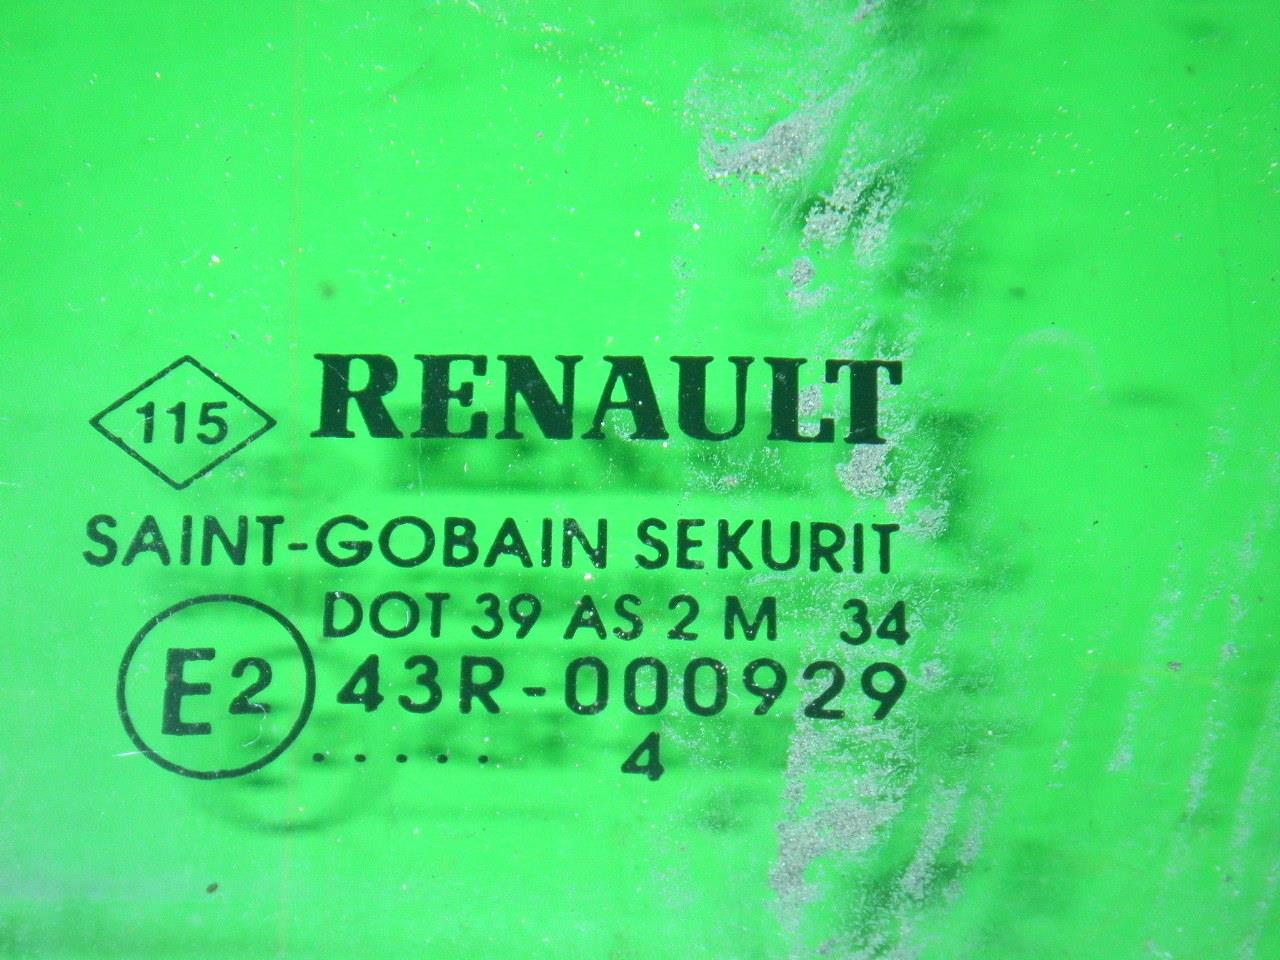 115 RENAULT
SAINT-GOBAIN SEKURIT
DOT 39 AS 2 M 34
E2 43R-000929
..... 4